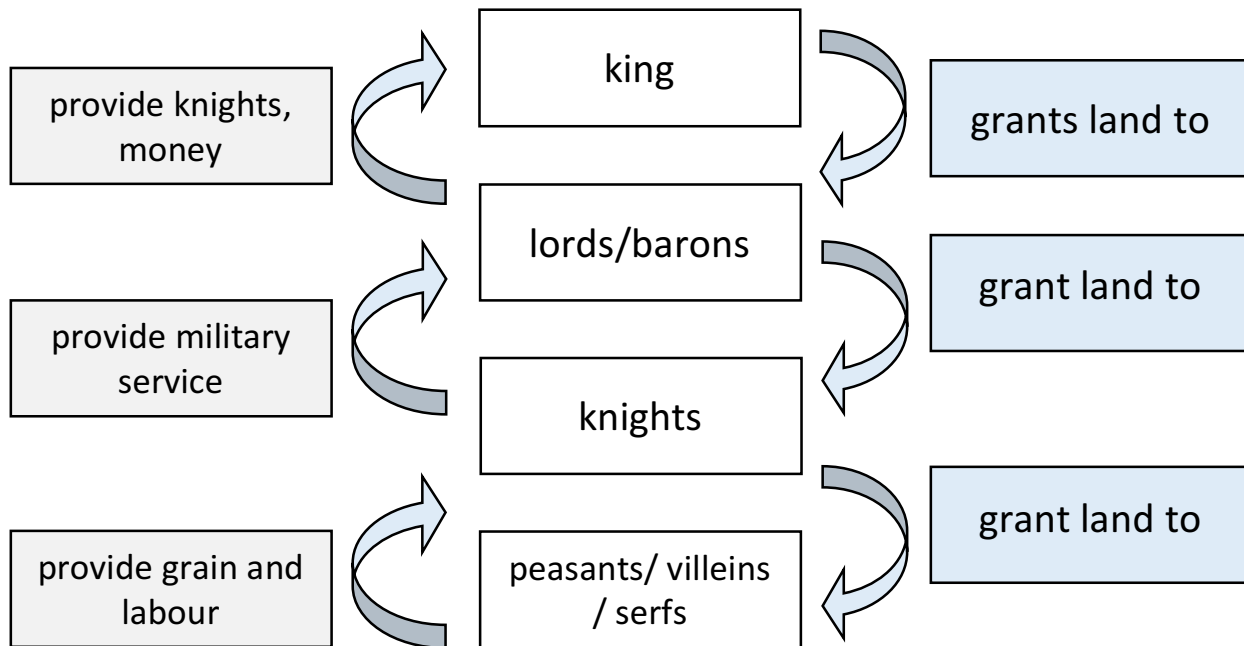 king
provide knights,
money
grants land to
lords/barons
grant land to
provide military
service
knights
grant land to
provide grain and
labour
peasants/ villeins
/ serfs